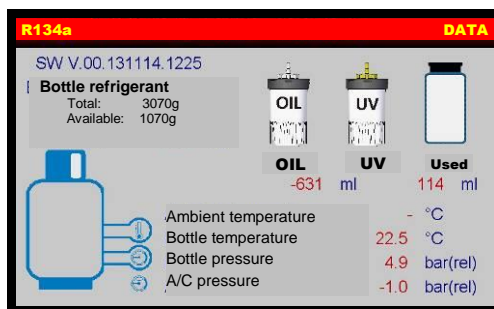 R134a DATA
SW V.00.131114.1225
Bottle refrigerant
Total: 3070g
Available: 1070g
OIL UV
OIL UV Used
-631 ml 114 ml
Ambient temperature - °C
Bottle temperature 22.5 °C
Bottle pressure 4.9 bar(rel)
A/C pressure -1.0 bar(rel)